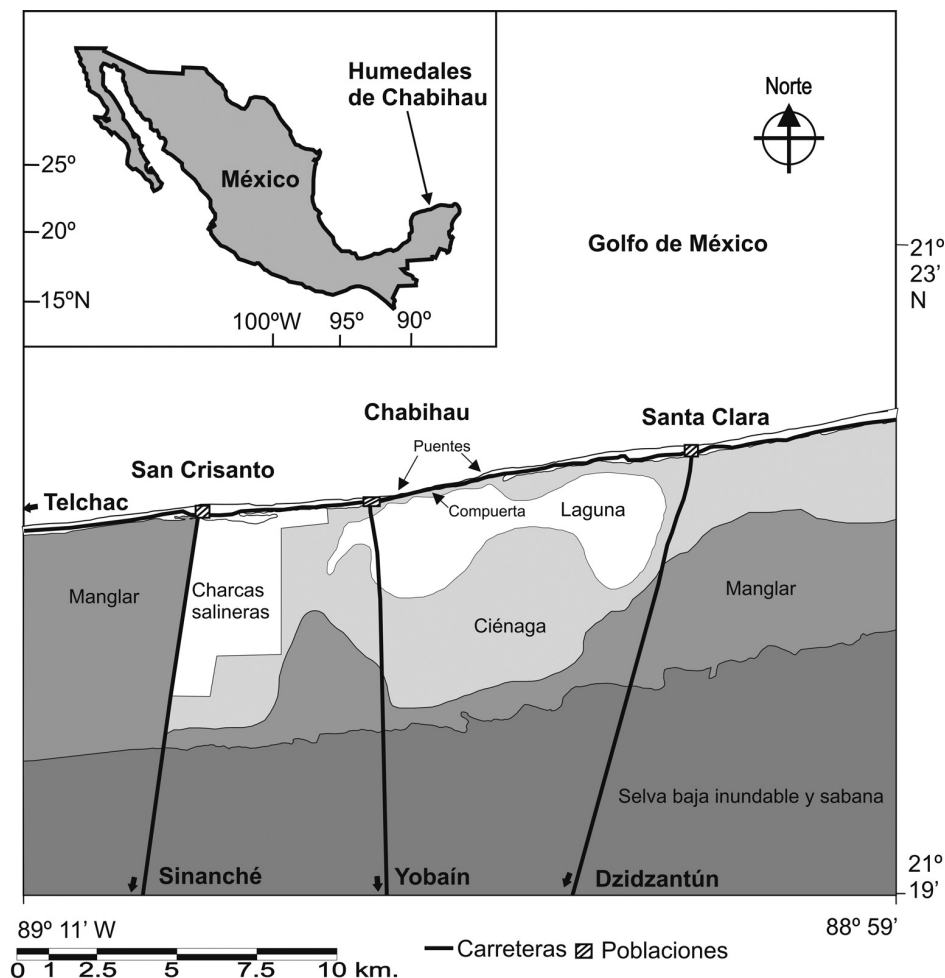 Humedales
de Chabihau
Norte
25º
México
20º
Golfo de México
21º
23’
N
15ºN
100ºW 95º 90º
Chabihau
Santa Clara
Puentes
San Crisanto
Telchac
Compuerta
Laguna
Manglar
Charcas
salineras
Manglar
Ciénaga
Selva baja inundable y sabana
Sinanché
Yobaín
Dzidzantún
21º
19’
89º 11’ W
88º 59’
Carreteras
Poblaciones
0 1 2.5 5 7.5 10 km.